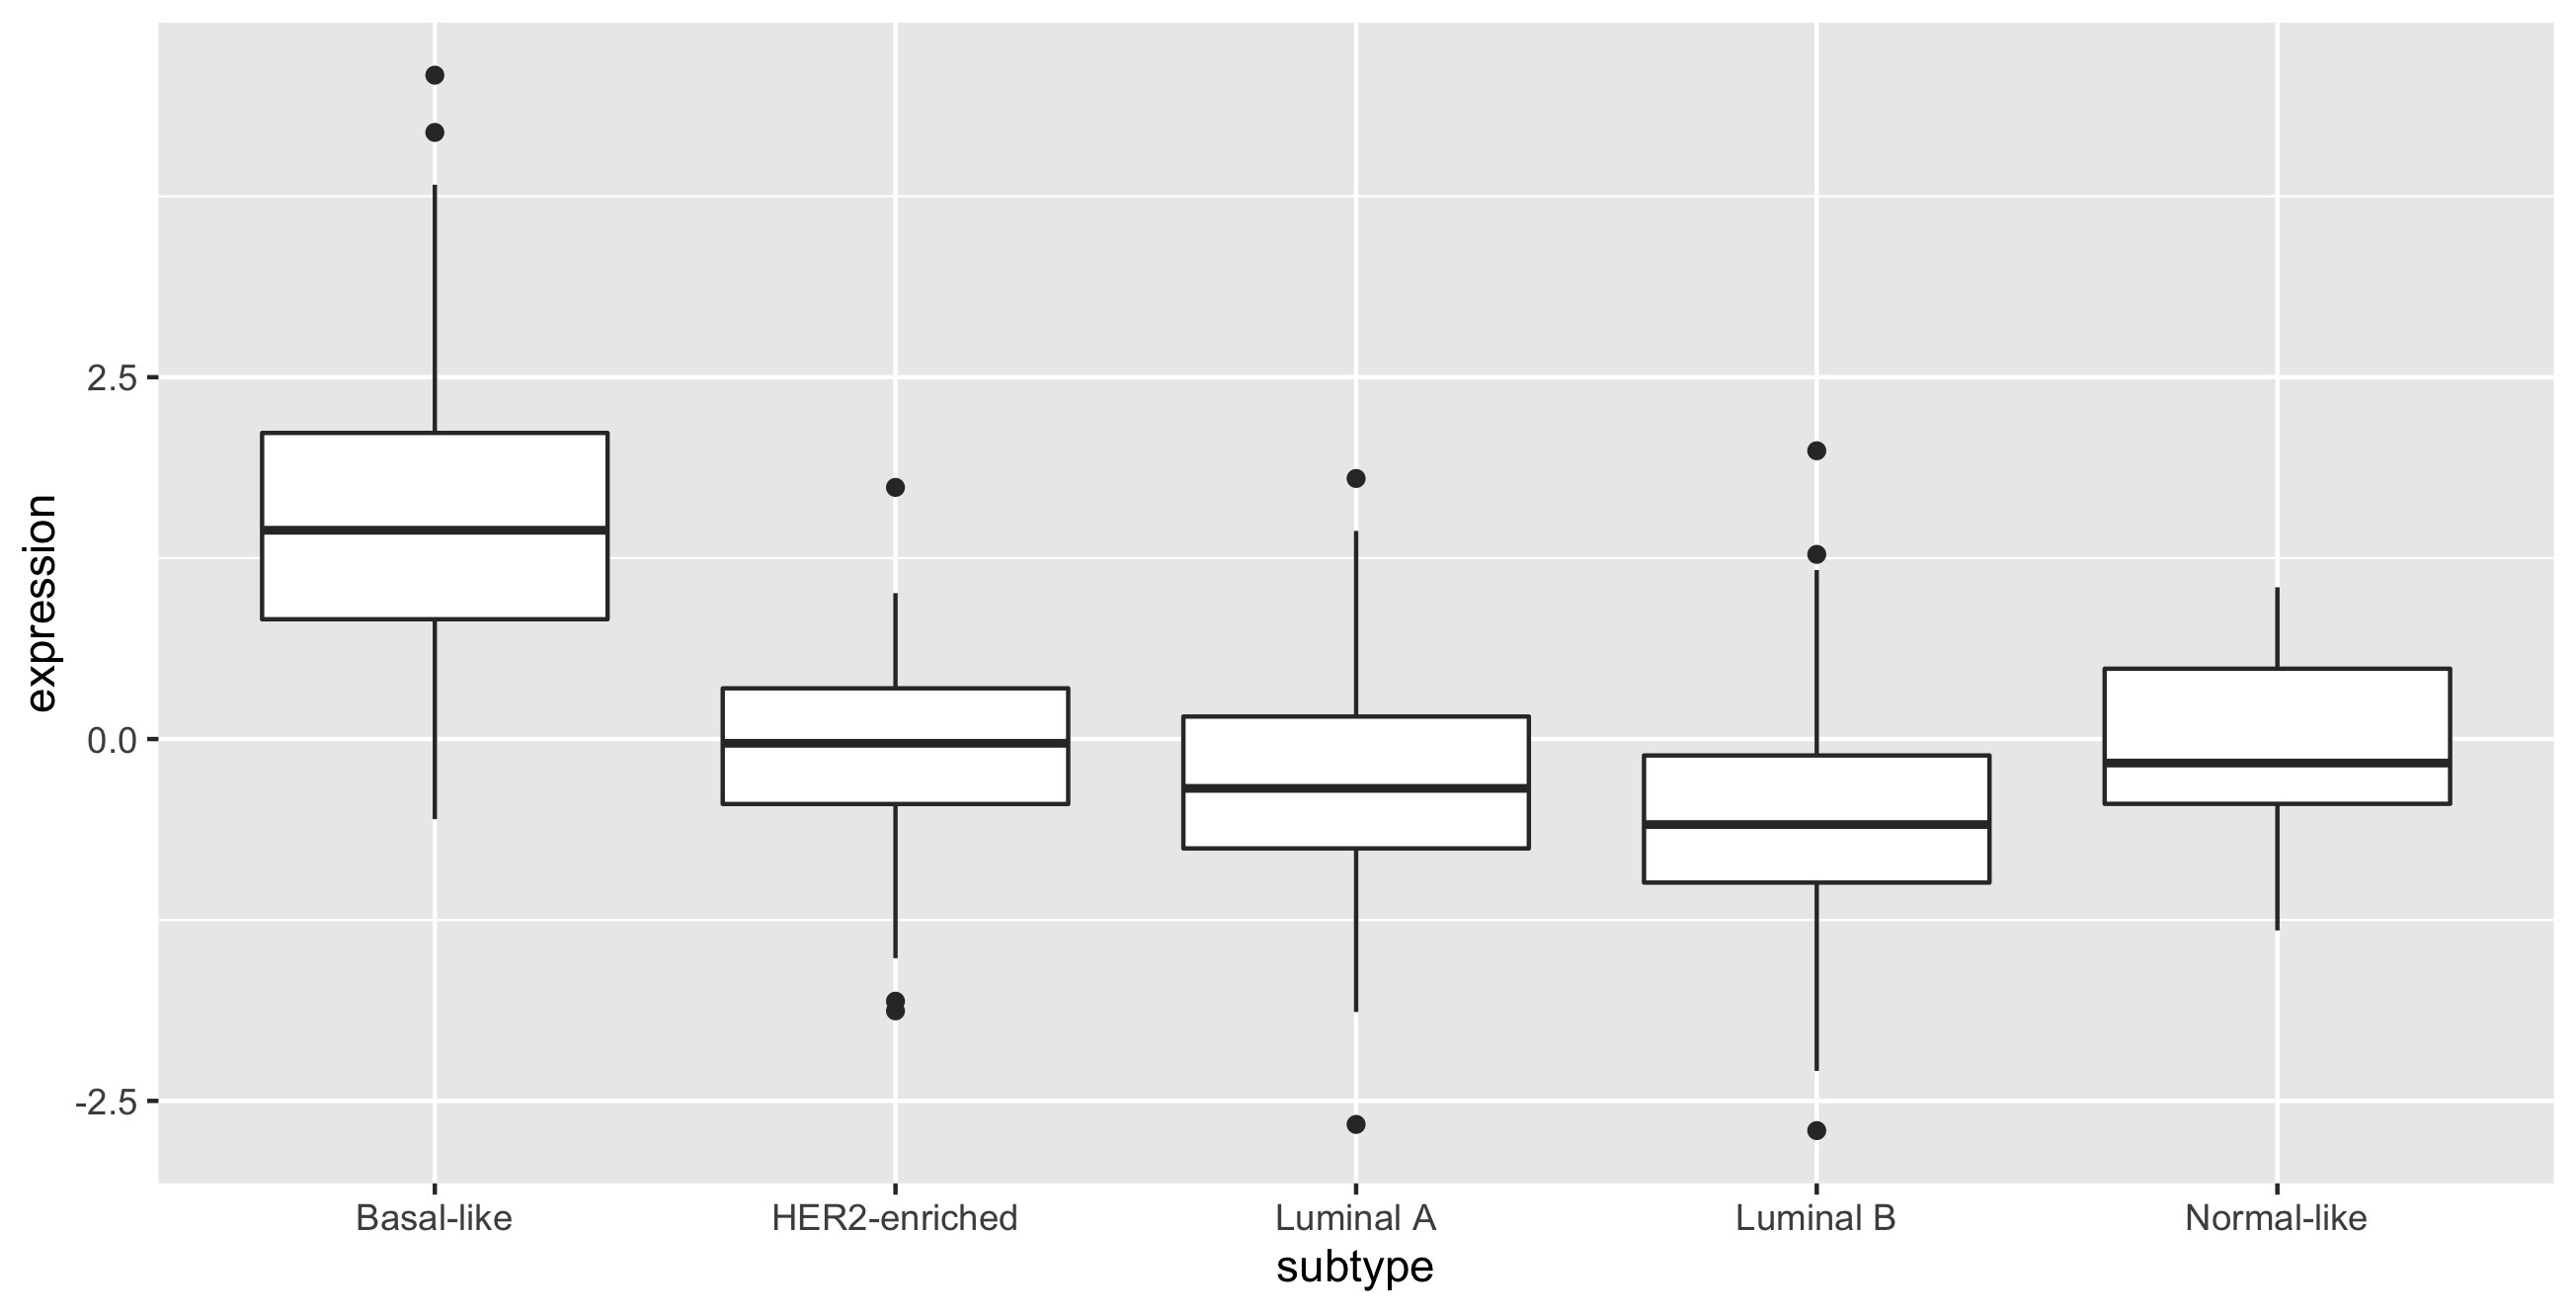 expression
2.5
0.0
-2.5
Basal-like HER2-enriched Luminal A Luminal B Normal-like
subtype